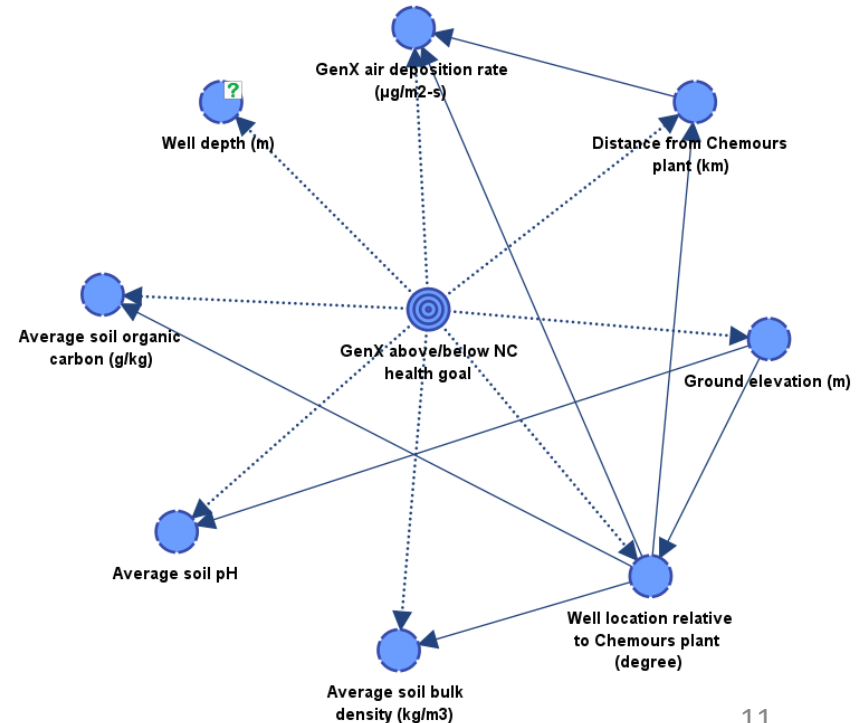 GenX air deposition rate
(µg/m2-s)
?
Well depth (m)
Distance from Chemours
plant (km)
Average soil organic
carbon (g/kg)
GenX above/below NC
health goal
Ground elevation (m)
Average soil pH
Well location relative
to Chemours plant
(degree)
Average soil bulk
density (kg/m3)
11